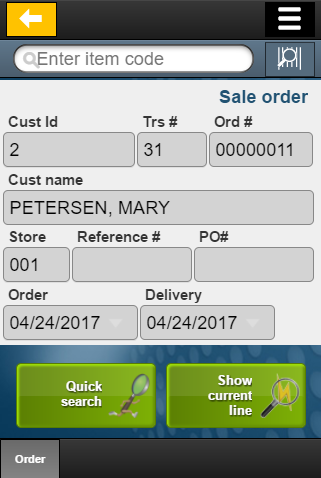 Enter item code
Sale order
Cust Id Trs # Ord #
2 31 00000011
Cust name
PETERSEN, MARY
Store Reference # PO#
001
Order Delivery
04/24/2017 04/24/2017
Quick
search
Show
current
line
Order